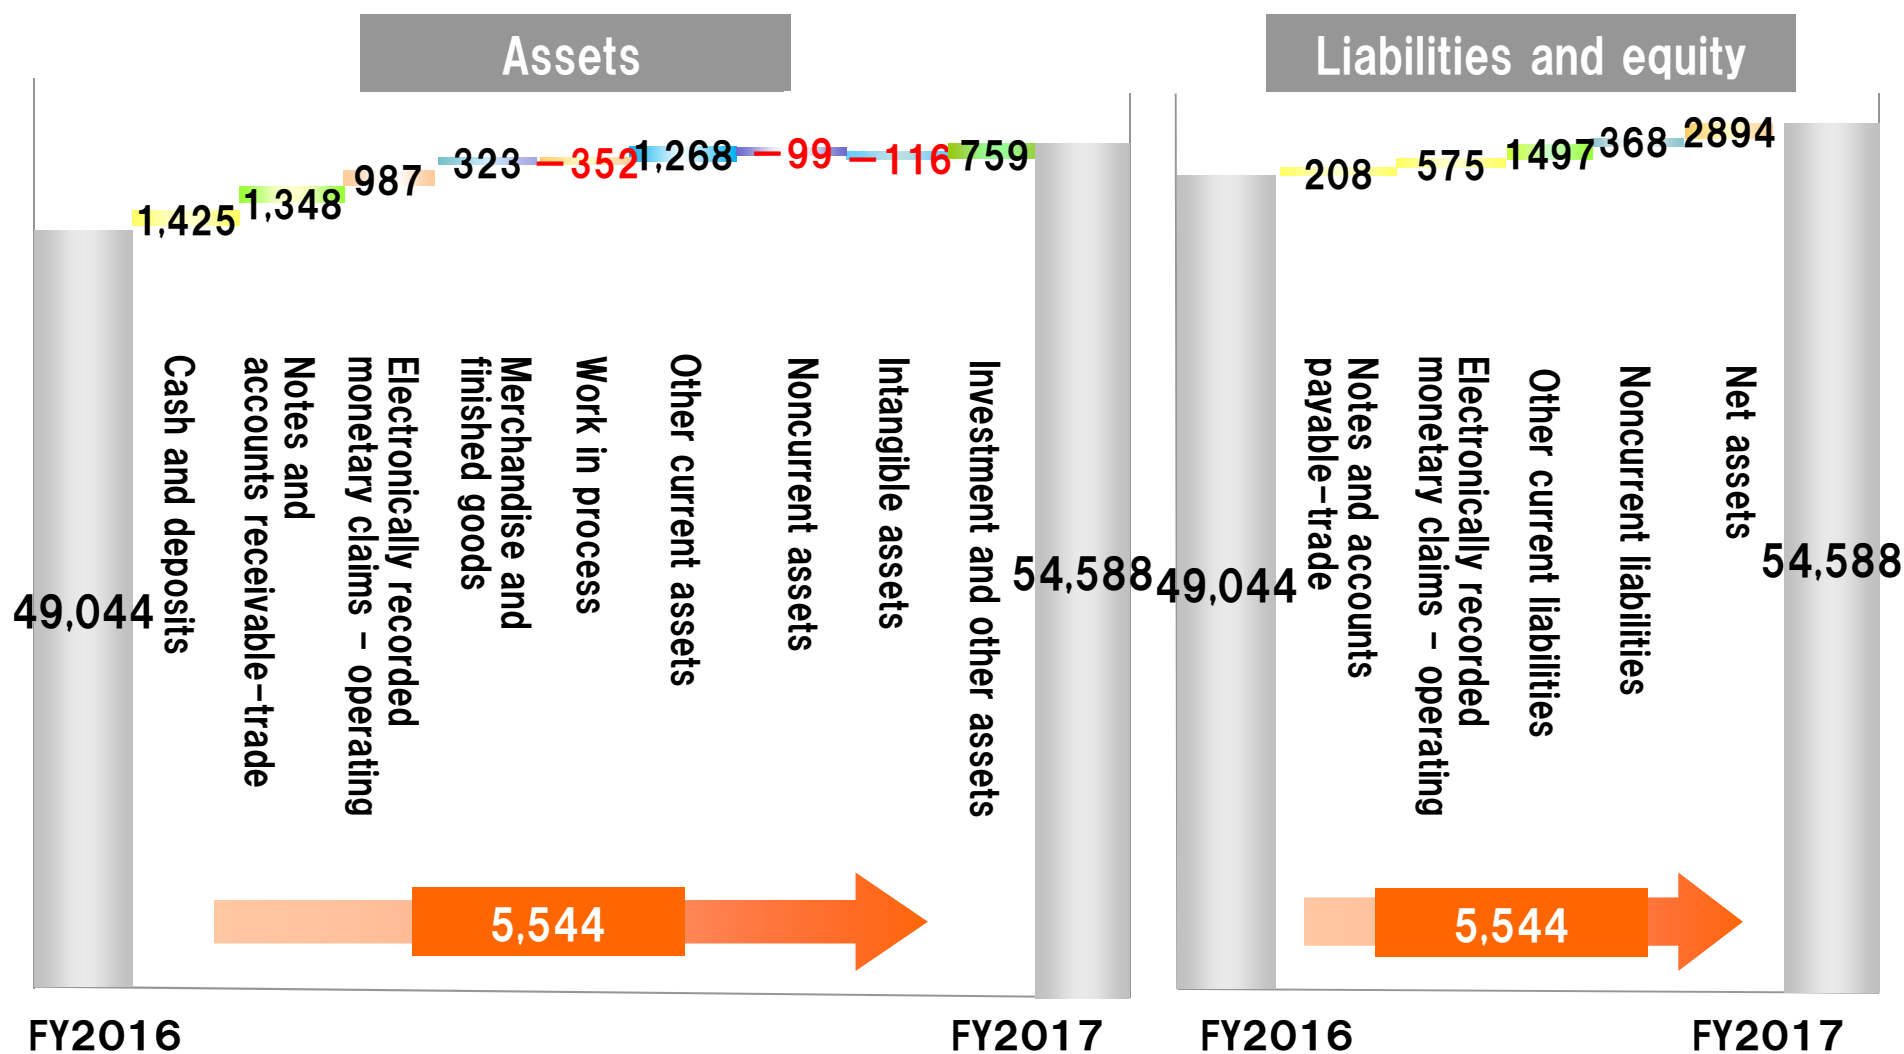 Assets
1,425
1,348
987
323
−352
1,268
−99
−116
759
49,044
Cash and deposits
Notes and
accounts receivable-trade
Electronically recorded
monetary claims - operating
Merchandise and
finished goods
Work in process
Other current assets
Noncurrent assets
Intangible assets
Investment and other assets
54,588
5,544
FY2016
FY2017
Liabilities and equity
208
575
1497
368
2894
49,044
Notes and accounts
payable-trade
Electronically recorded
monetary claims - operating
Other current liabilities
Noncurrent liabilities
Net assets
54,588
5,544
FY2016
FY2017